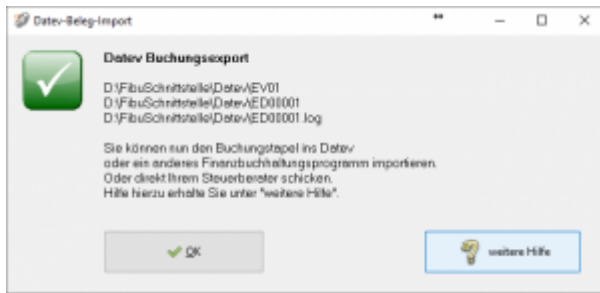 Datev-Beleg-Import
Datev Buchungsexport
D:\FibuSchnittstelle\Datev\EV01
D:\FibuSchnittstelle\Datev\ED00001
D:\FibuSchnittstelle\Datev\ED00001.log
Sie können nun den Buchungstapel ins Datev
oder ein anderes Finanzbuchhaltungsprogramm importieren.
Oder direkt Ihrem Steuerberater schicken.
Hilfe hierzu erhalte Sie unter "weitere Hilfe".
OK
weitere Hilfe